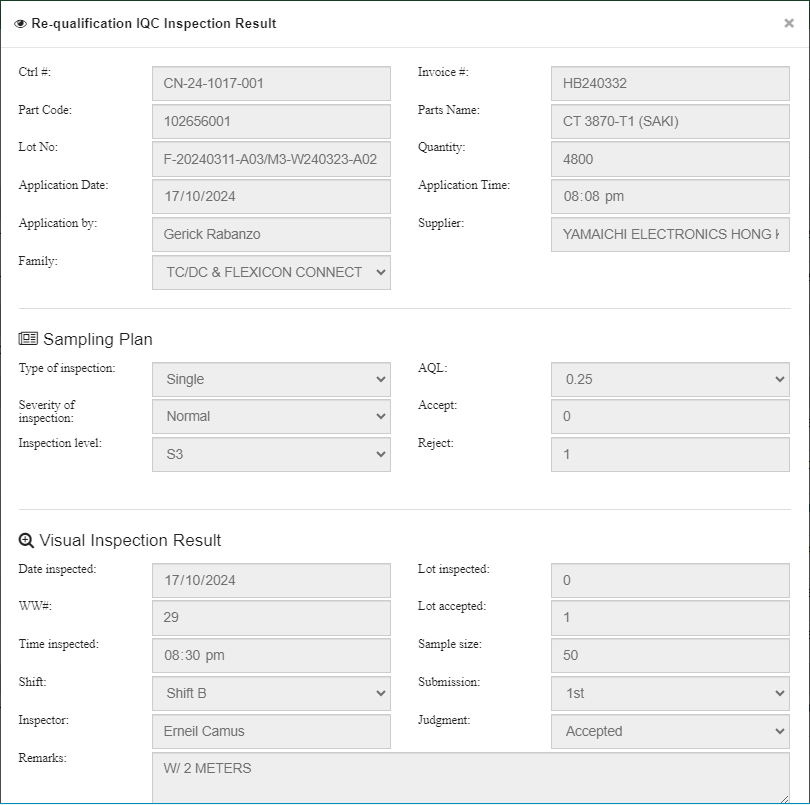 Re-qualification IQC Inspection Result ×
Ctrl #: CN-24-1017-001 Invoice #: HB240332
Part Code: 102656001 Parts Name: CT 3870-T1 (SAKI)
Lot No: F-20240311-A03/M3-W240323-A02 Quantity: 4800
Application Date: 17/10/2024 Application Time: 08:08 pm
Application by: Gerick Rabanzo Supplier: YAMAICHI ELECTRONICS HONG
Family: TC/DC & FLEXICON CONNECT
Sampling Plan
Type of inspection: Single AQL: 0.25
Severity of
inspection: Normal Accept: 0
Inspection level: S3 Reject: 1
Visual Inspection Result
Date inspected: 17/10/2024 Lot inspected: 0
WW#: 29 Lot accepted: 1
Time inspected: 08:30 pm Sample size: 50
Shift: Shift B Submission: 1st
Inspector: Erneil Camus Judgment: Accepted
Remarks: W/ 2 METERS